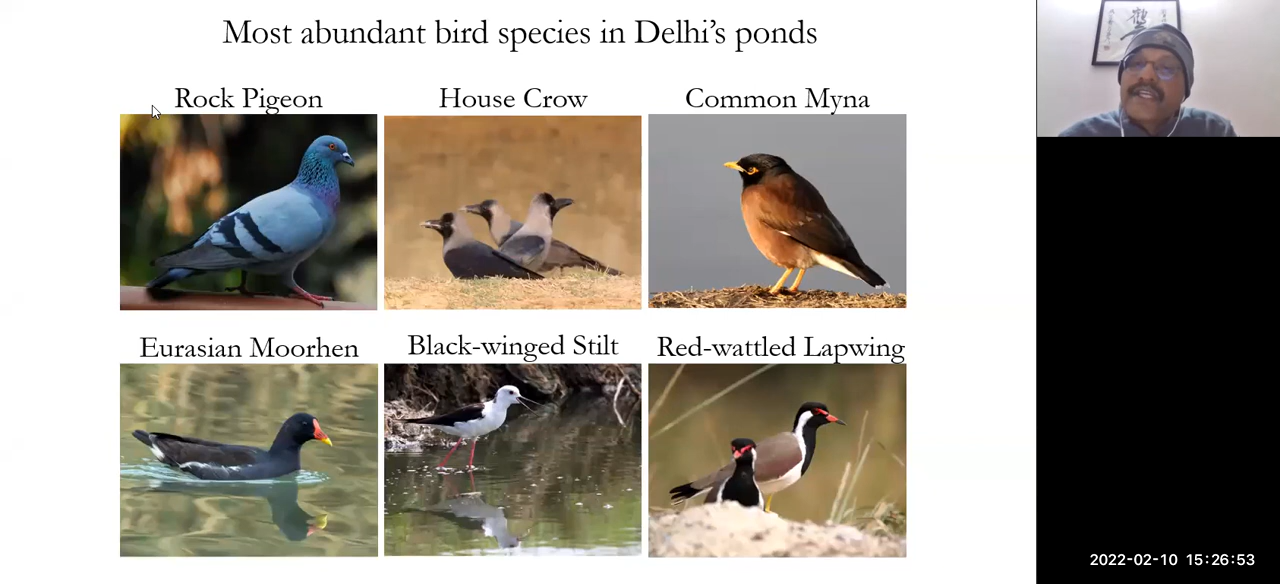 Most abundant bird species in Delhi’s ponds
Rock Pigeon
House Crow
Common Myna
Eurasian Moorhen
Black-winged Stilt
Red-wattled Lapwing
2022-02-10 15:26:53